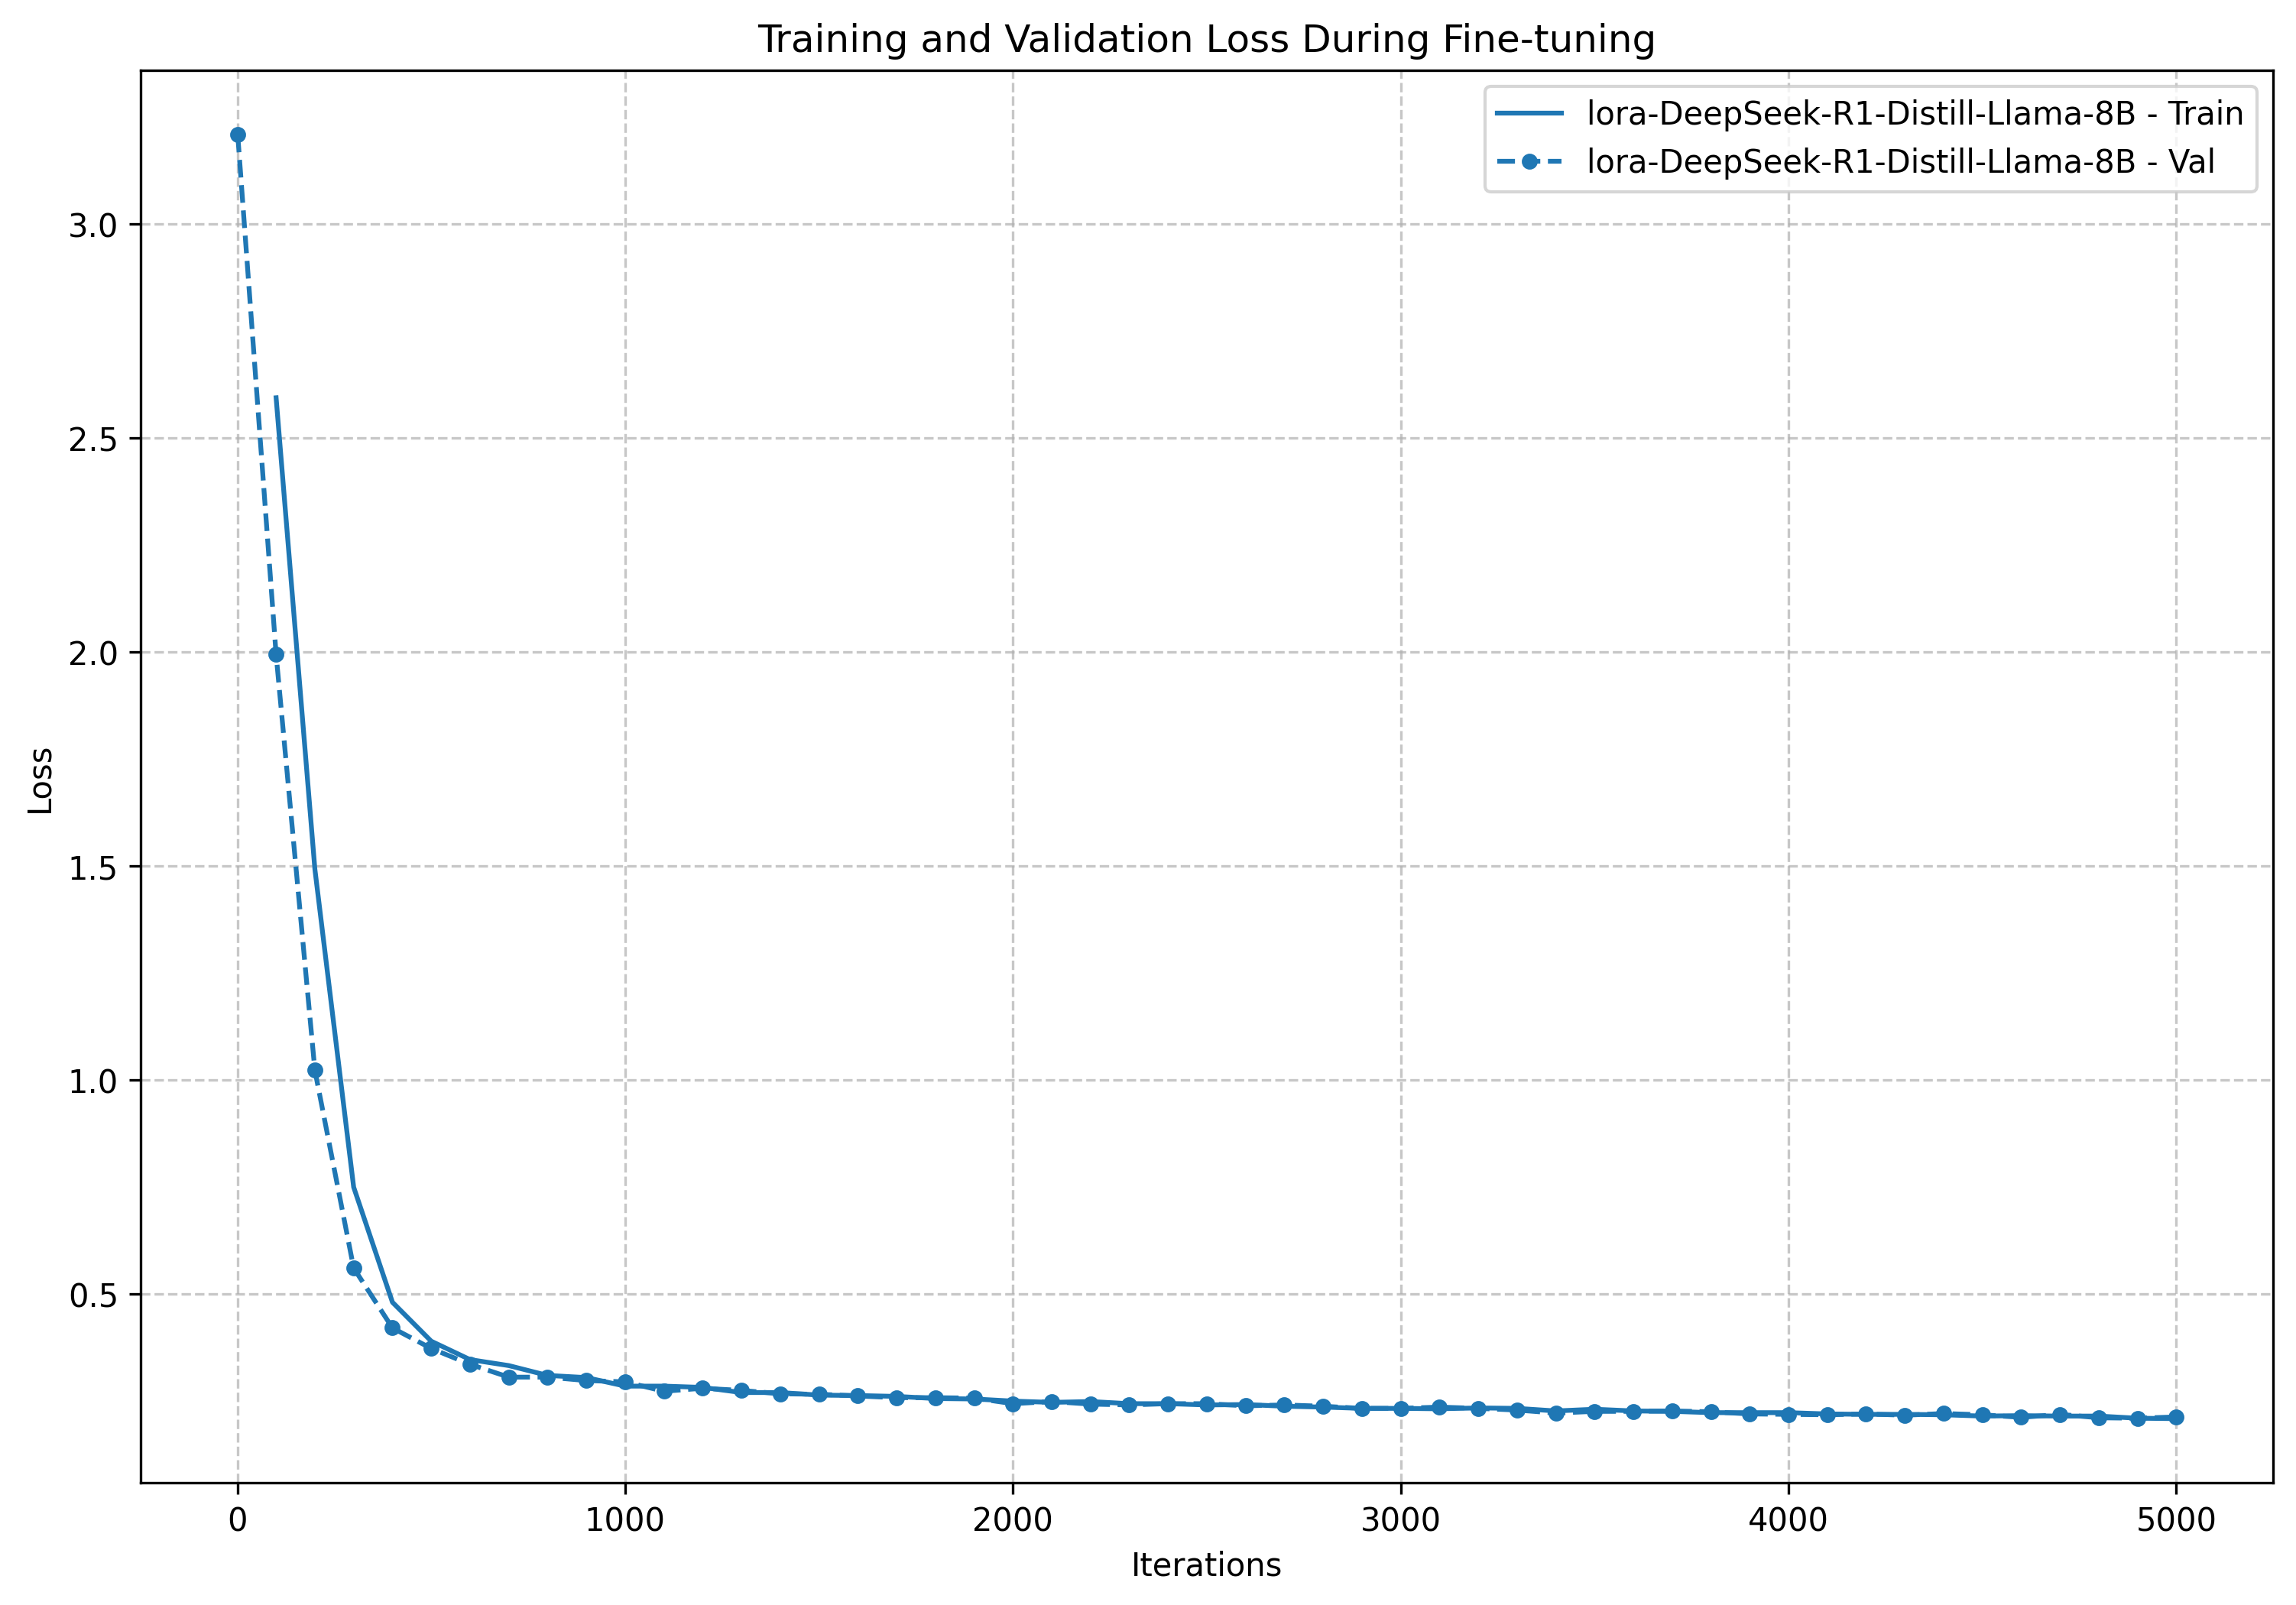 Training and Validation Loss During Fine-tuning
lora-DeepSeek-R1-Distill-Llama-8B - Train
lora-DeepSeek-R1-Distill-Llama-8B - Val
3.0
2.5
2.0
1.5
1.0
0.5
Loss
0 1000 2000 3000 4000 5000
Iterations